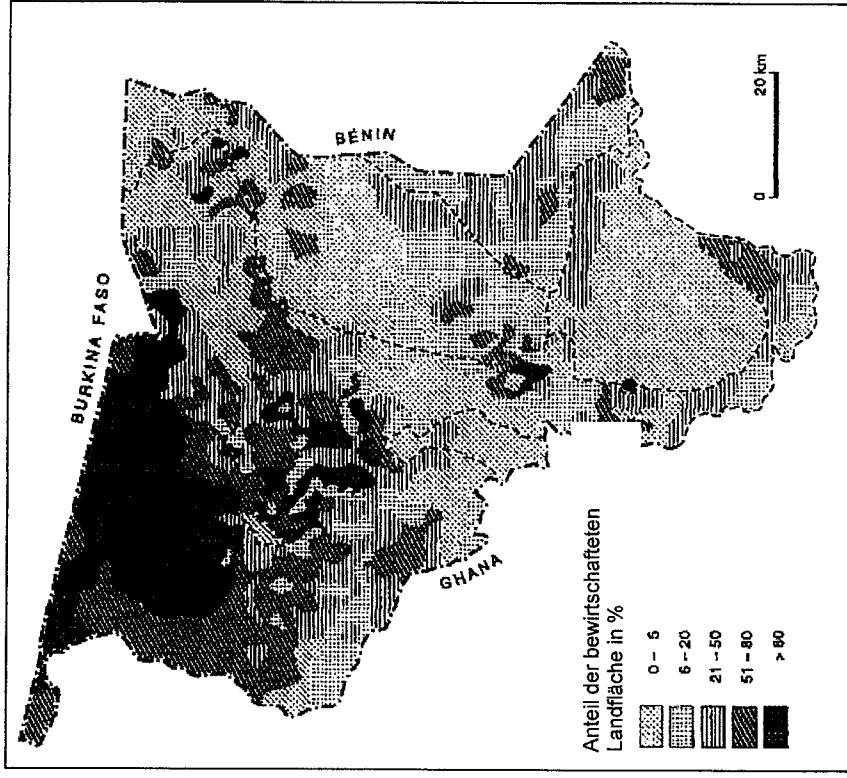 BURKINA FASO
BÉNIN
GHANA
0
20 km
Anteil der bewirtschafteten
Landfläche in %
0 – 5
6 – 20
21 – 50
51 – 80
> 80